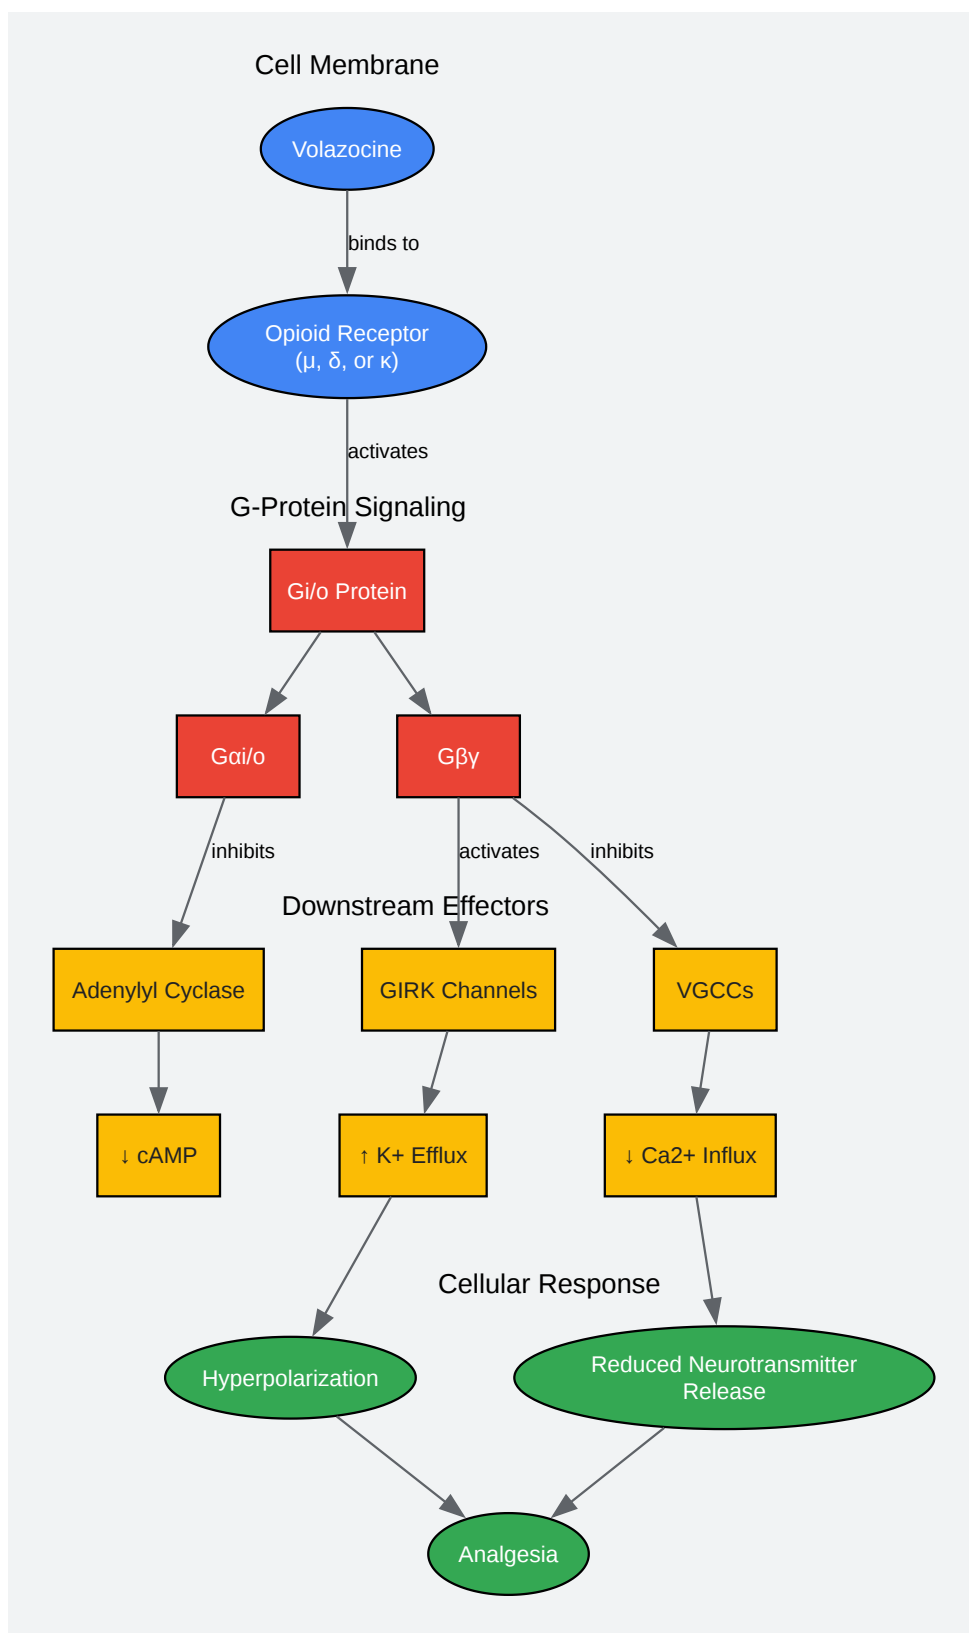 Cell Membrane
Volazocine
binds to
Opioid Receptor
(μ, δ, or κ)
activates
G-Protein Signaling
Gi/o Protein
Gαi/o
Gβγ
inhibits
activates
inhibits
Downstream Effectors
Adenylyl Cyclase
GIRK Channels
VGCCs
↓ cAMP
↑ K+ Efflux
↓ Ca2+ Influx
Cellular Response
Hyperpolarization
Reduced Neurotransmitter
Release
Analgesia